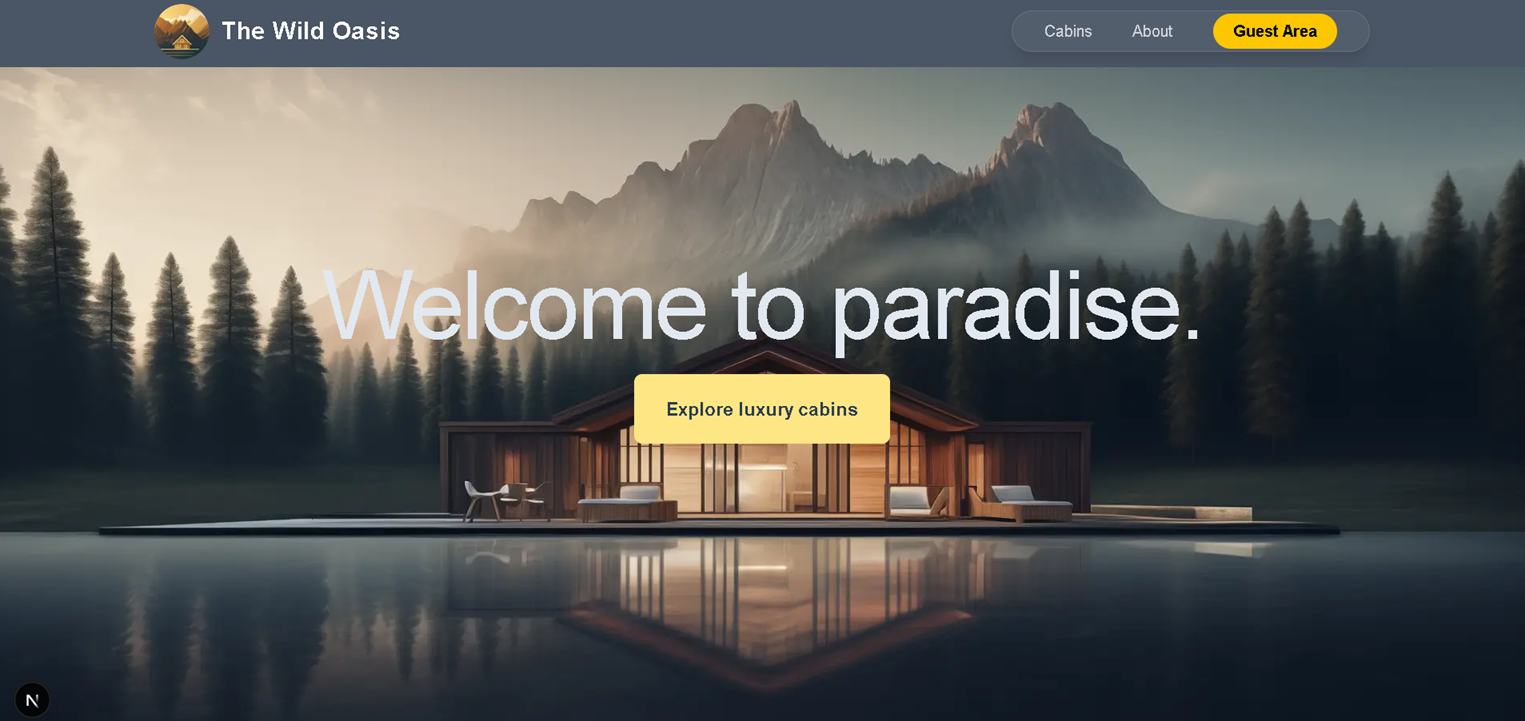 The Wild Oasis
Cabins
About
Guest Area
Welcome to paradise.
Explore luxury cabins
N